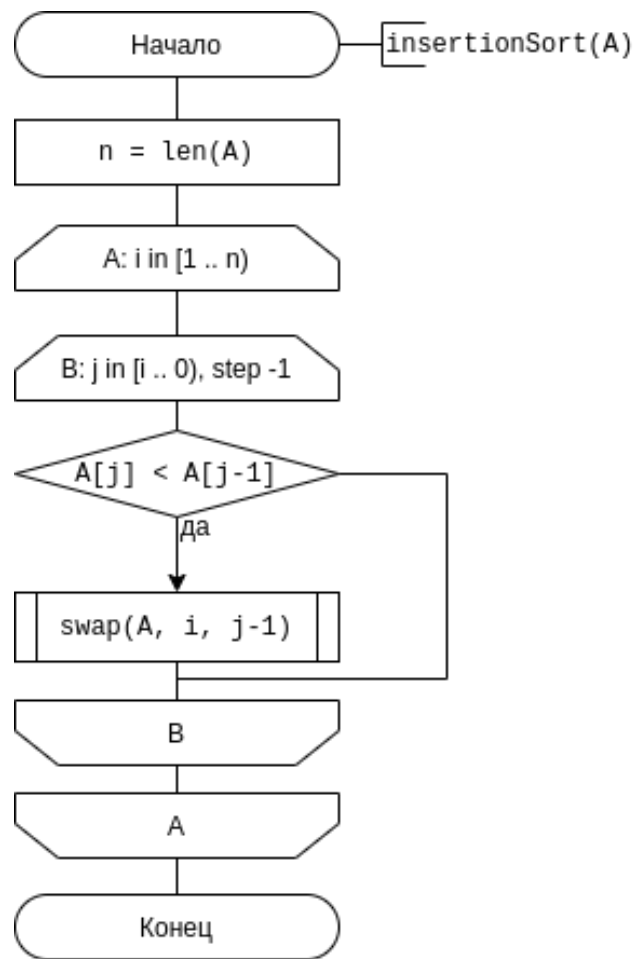 Начало
insertionSort(A)
n = len(A)
A: i in [1 .. n)
B: j in [i .. 0), step -1
A[j] < A[j-1]
да
swap(A, i, j-1)
B
A
Конец